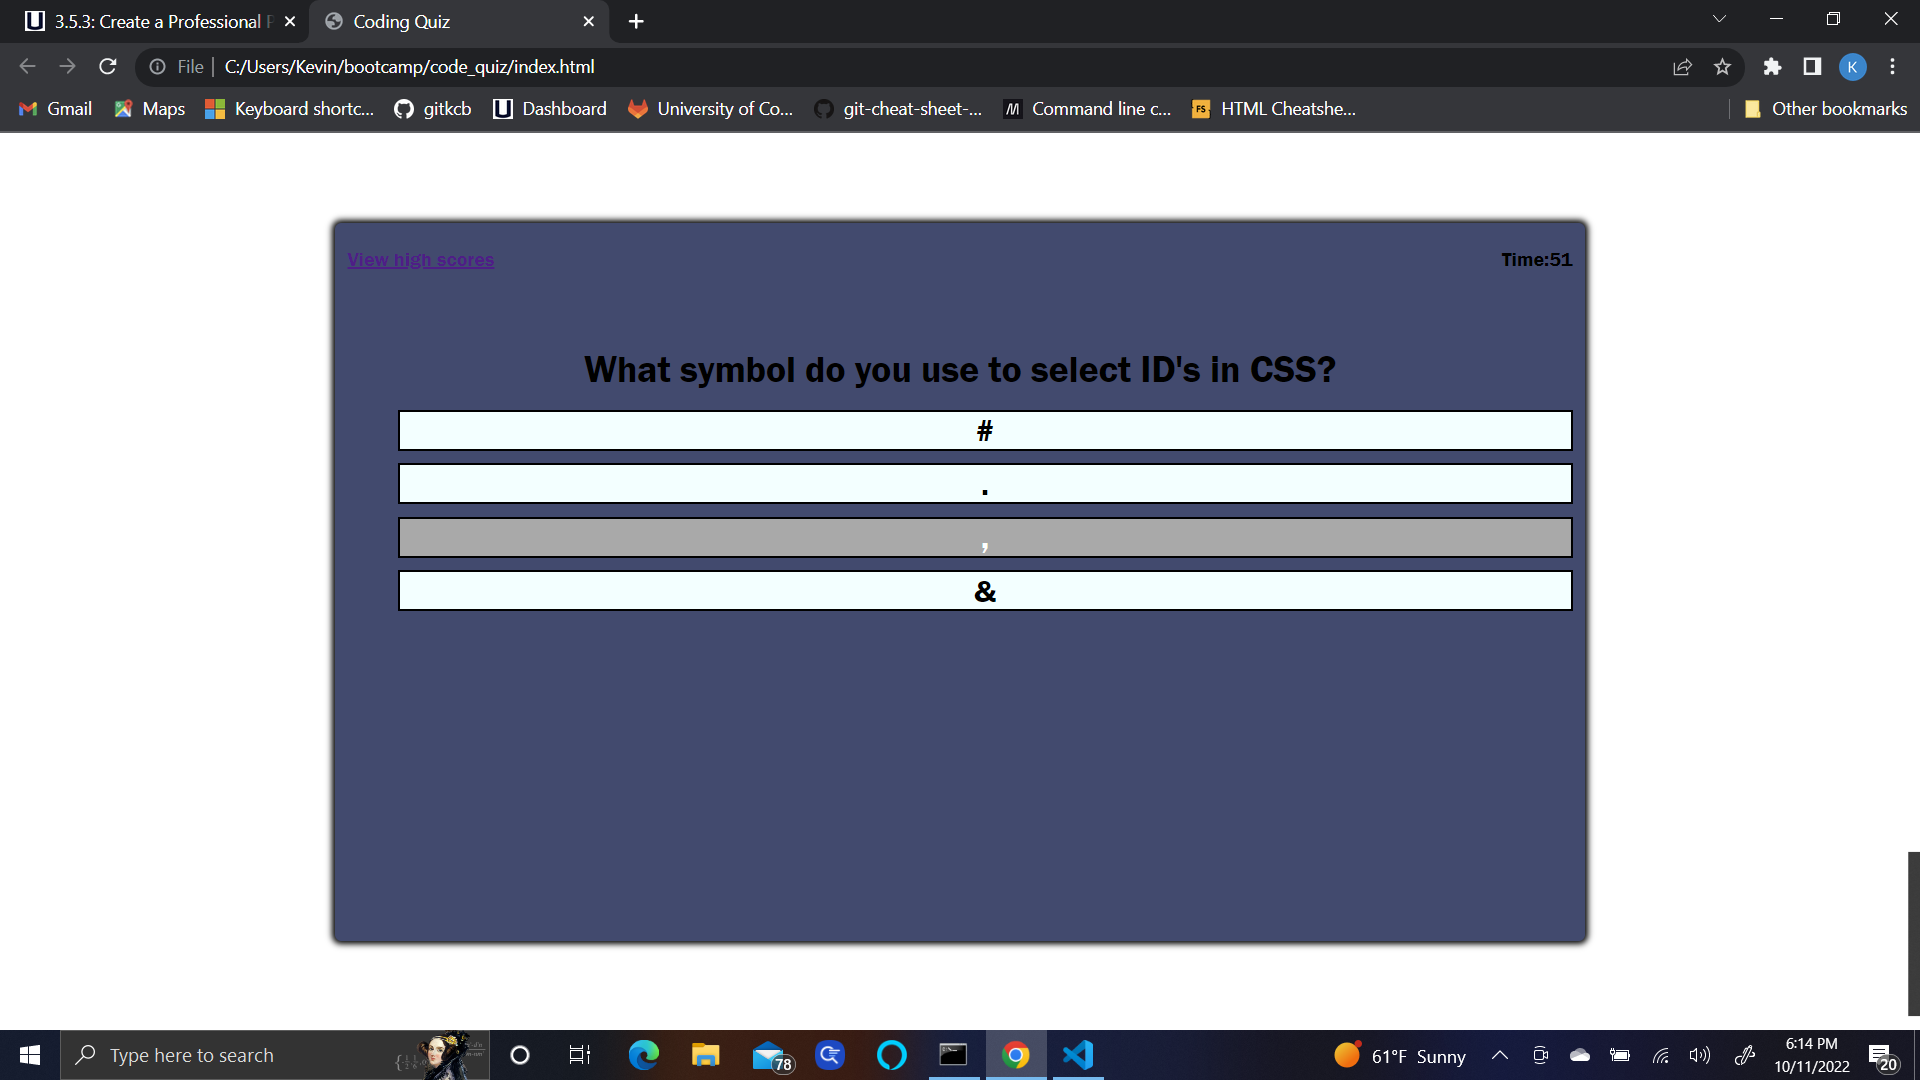 3.5.3: Create a Professional P
Coding Quiz
File
C:/Users/Kevin/bootcamp/code_quiz/index.html
K
Gmail
Maps
Keyboard shortc...
gitkcb
Dashboard
University of Co...
git-cheat-sheet-...
Command line c...
FS
HTML Cheatshe...
Other bookmarks
View high scores
Time:51
What symbol do you use to select ID's in CSS?
#
.
,
&
Type here to search
78
61°F Sunny
6:14 PM
10/11/2022
20